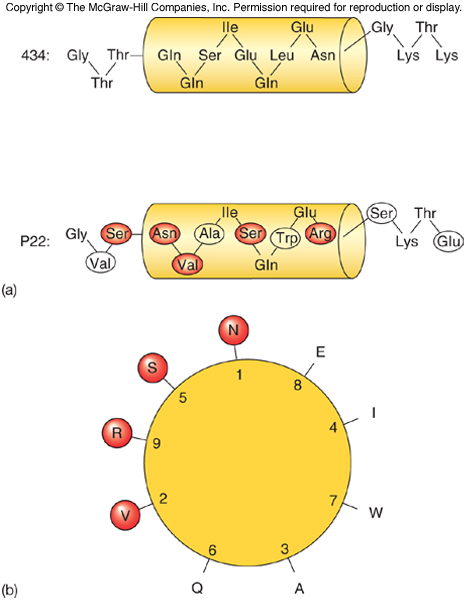 Copyright © The McGraw-Hill Companies, Inc. Permission required for reproduction or display.
Ile Glu Gly Thr
434: Gly Thr Gln Ser Glu Leu Asn Lys Lys
Thr Gln Gln
Ile Glu Ser Thr
P22: Gly Ser Asn Ala Ser Trp Arg Lys Glu
Val Val Gln
(a)
N
S E
1
8
5
I
4
R
9
2 7
V W
6 3
Q A
(b)